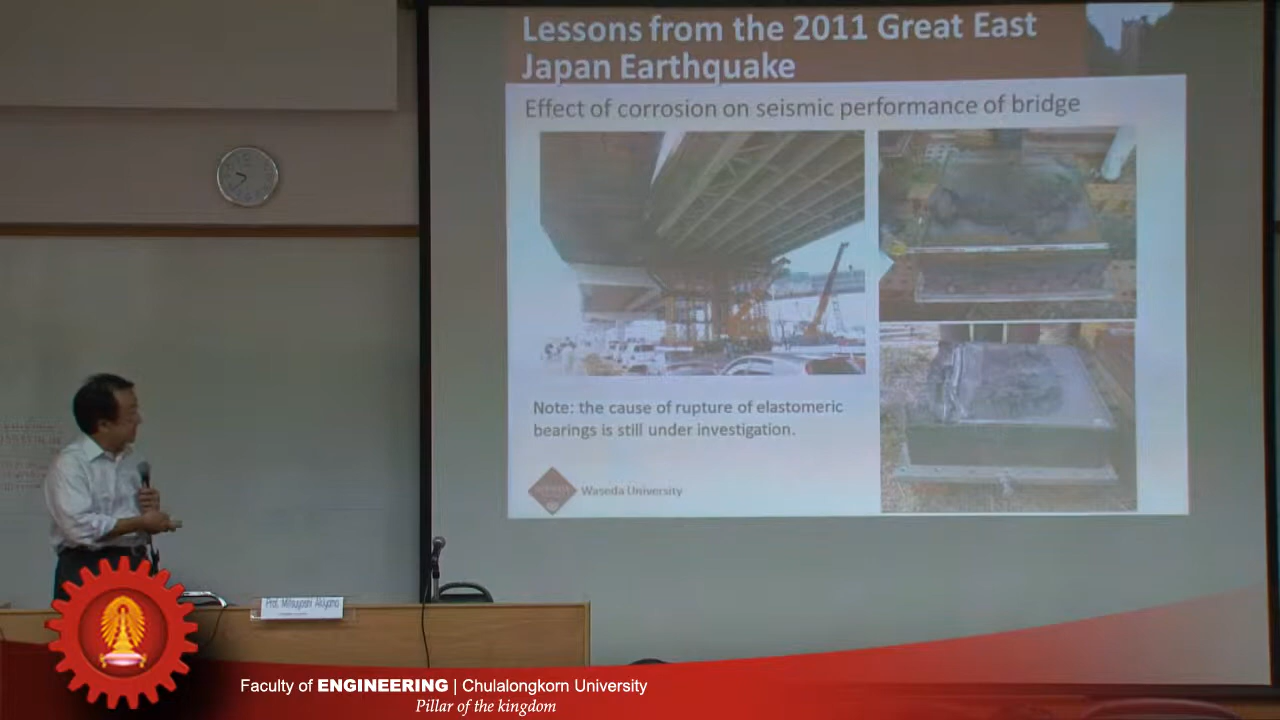 Lessons from the 2011 Great East
Japan Earthquake
Effect of corrosion on seismic performance of bridge
Note: the cause of rupture of elastomeric
bearings is still under investigation.
Waseda University
Prof. Mitsuyoshi Akiyama
Faculty of ENGINEERING | Chulalongkorn University
Pillar of the kingdom